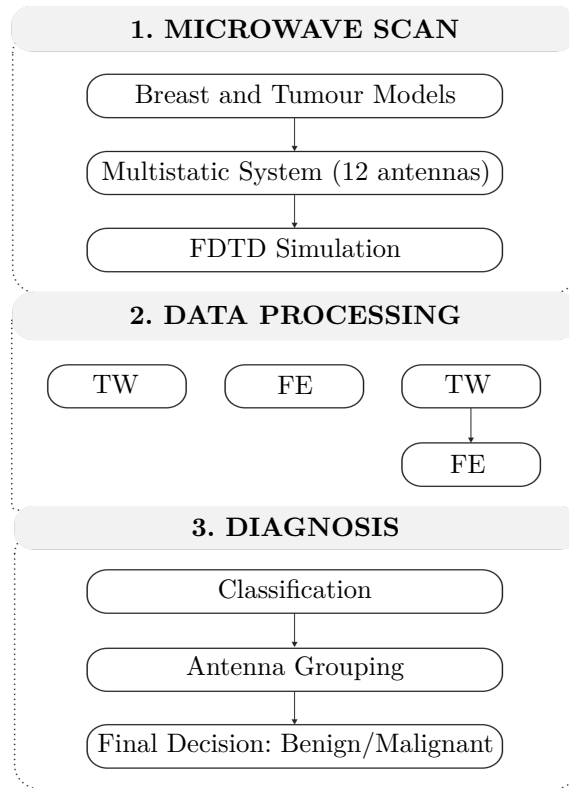 1. MICROWAVE SCAN
Breast and Tumour Models
Multistatic System (12 antennas)
FDTD Simulation
2. DATA PROCESSING
TW FE TW
FE
3. DIAGNOSIS
Classification
Antenna Grouping
Final Decision: Benign/Malignant